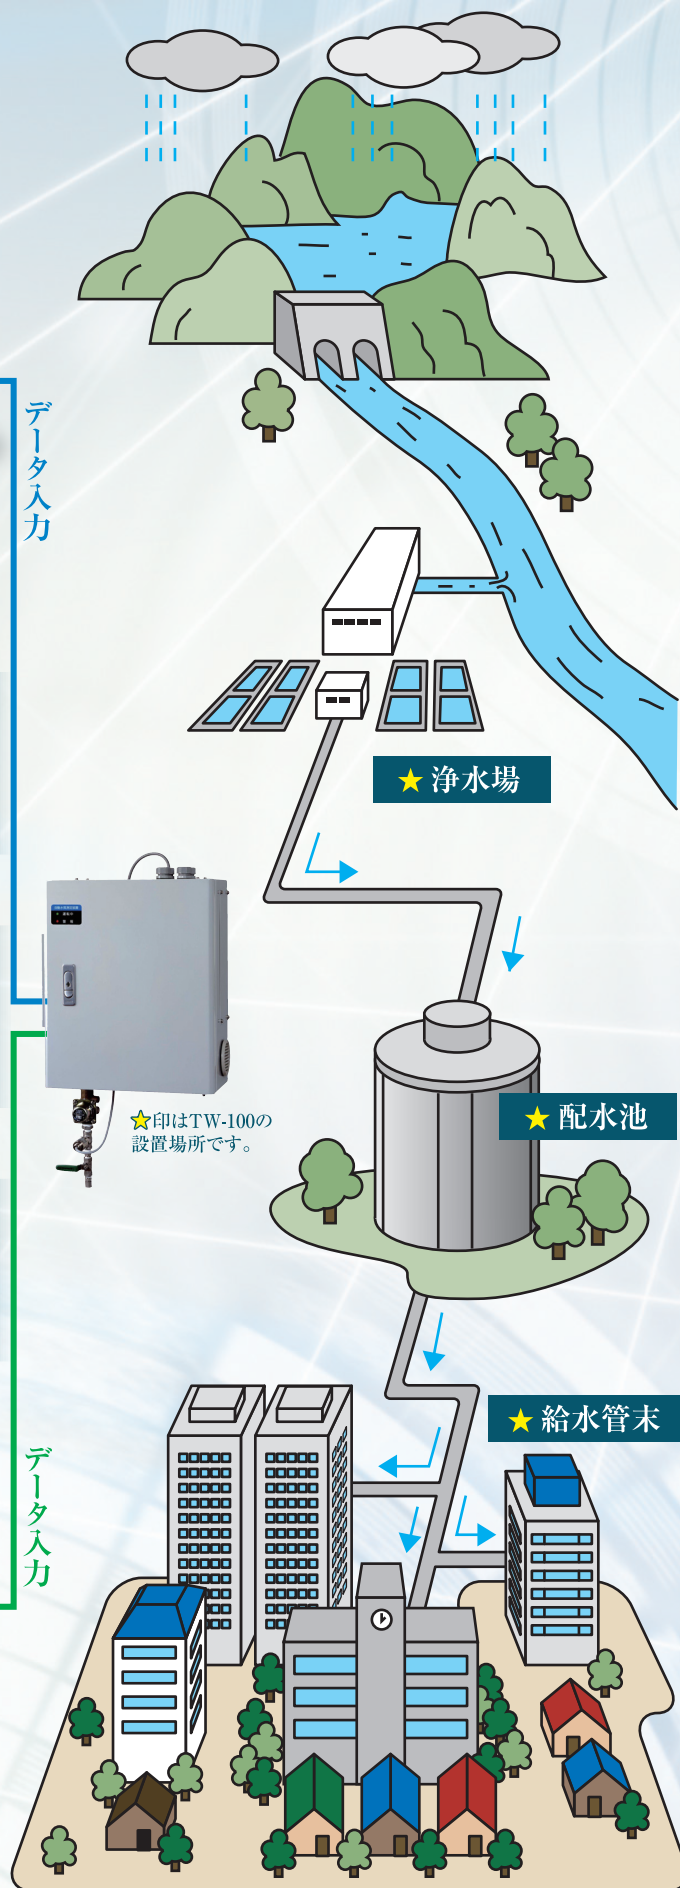 データ入力
★ 浄水場
★ 配水池
★印はTW-100の
設置場所です。
★ 給水管末
データ入力